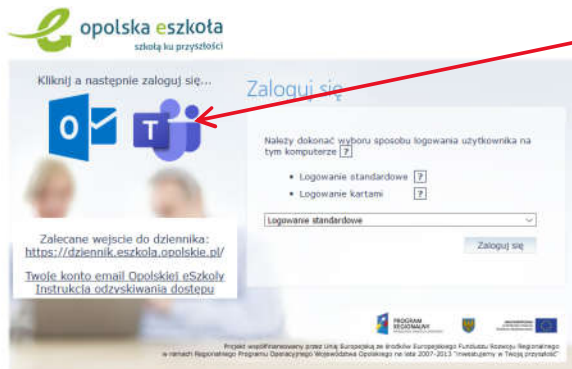 opolska eszkoła
szkołą ku przyszłości
Kliknij a następnie zaloguj się...
Zaloguj się
Należy dokonać wyboru sposobu logowania użytkownika na
tym komputerze ?
• Logowanie standardowe ?
• Logowanie kartami ?
Logowanie standardowe
Zaloguj się
Zalecane wejscie do dziennika:
https://dziennik.eszkola.opolskie.pl/
Twoje konto email Opolskiej eSzkoly
Instrukcja odzyskiwania dostępu
PROGRAM
REGIONALNY
Projekt współfinansowany przez Unię Europejską ze środków Europejskiego Funduszu Rozwoju Regionalnego
w ramach Regionalnego Programu Operacyjnego Województwa Opolskiego na lata 2007-2013 "Inwestujemy w Twoją przyszłość"